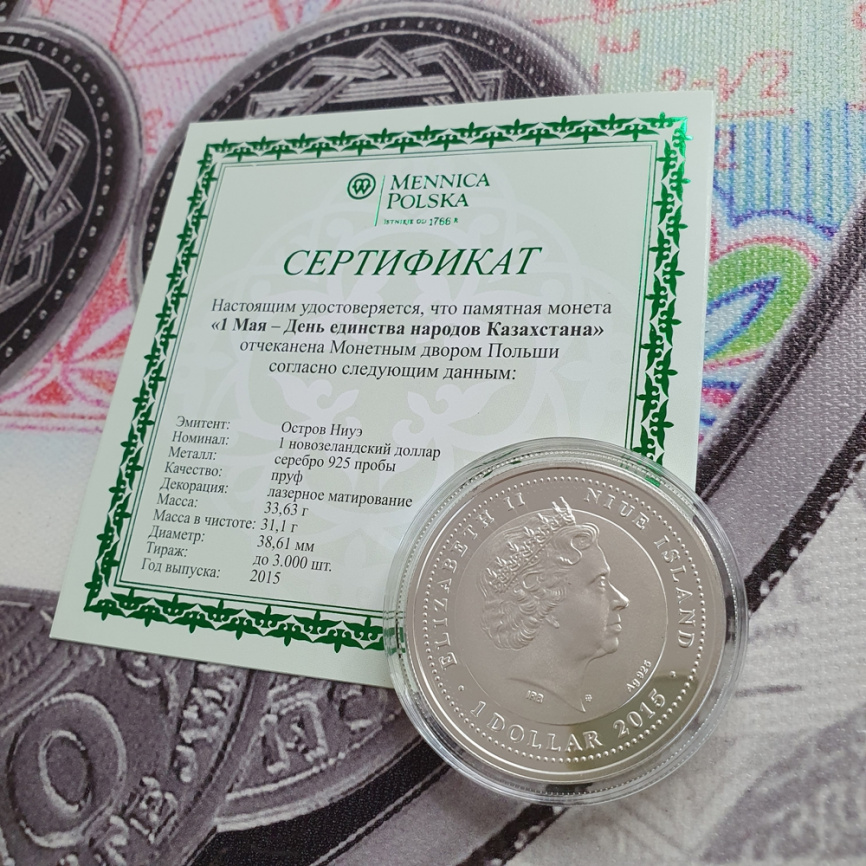 MENNICA
POLSKA
ISTNIEJE OD 1766 R
СЕРТИФИКАТ
Настоящим удостоверяется, что памятная монета
«1 Мая – День единства народов Казахстана»
отчеканена Монетным двором Польши
согласно следующим данным:
Эмитент: Остров Ниуэ
Номинал: 1 новозеландский доллар
Металл: серебро 925 пробы
Качество: пруф
Декорация: лазерное матирование
Масса: 33,63 г
Масса в чистоте: 31,1 г
Диаметр: 38,61 мм
Тираж: до 3.000 шт.
Год выпуска: 2015
ELIZABETH II NIUE ISLAND
Ag 925
1 DOLLAR 2015